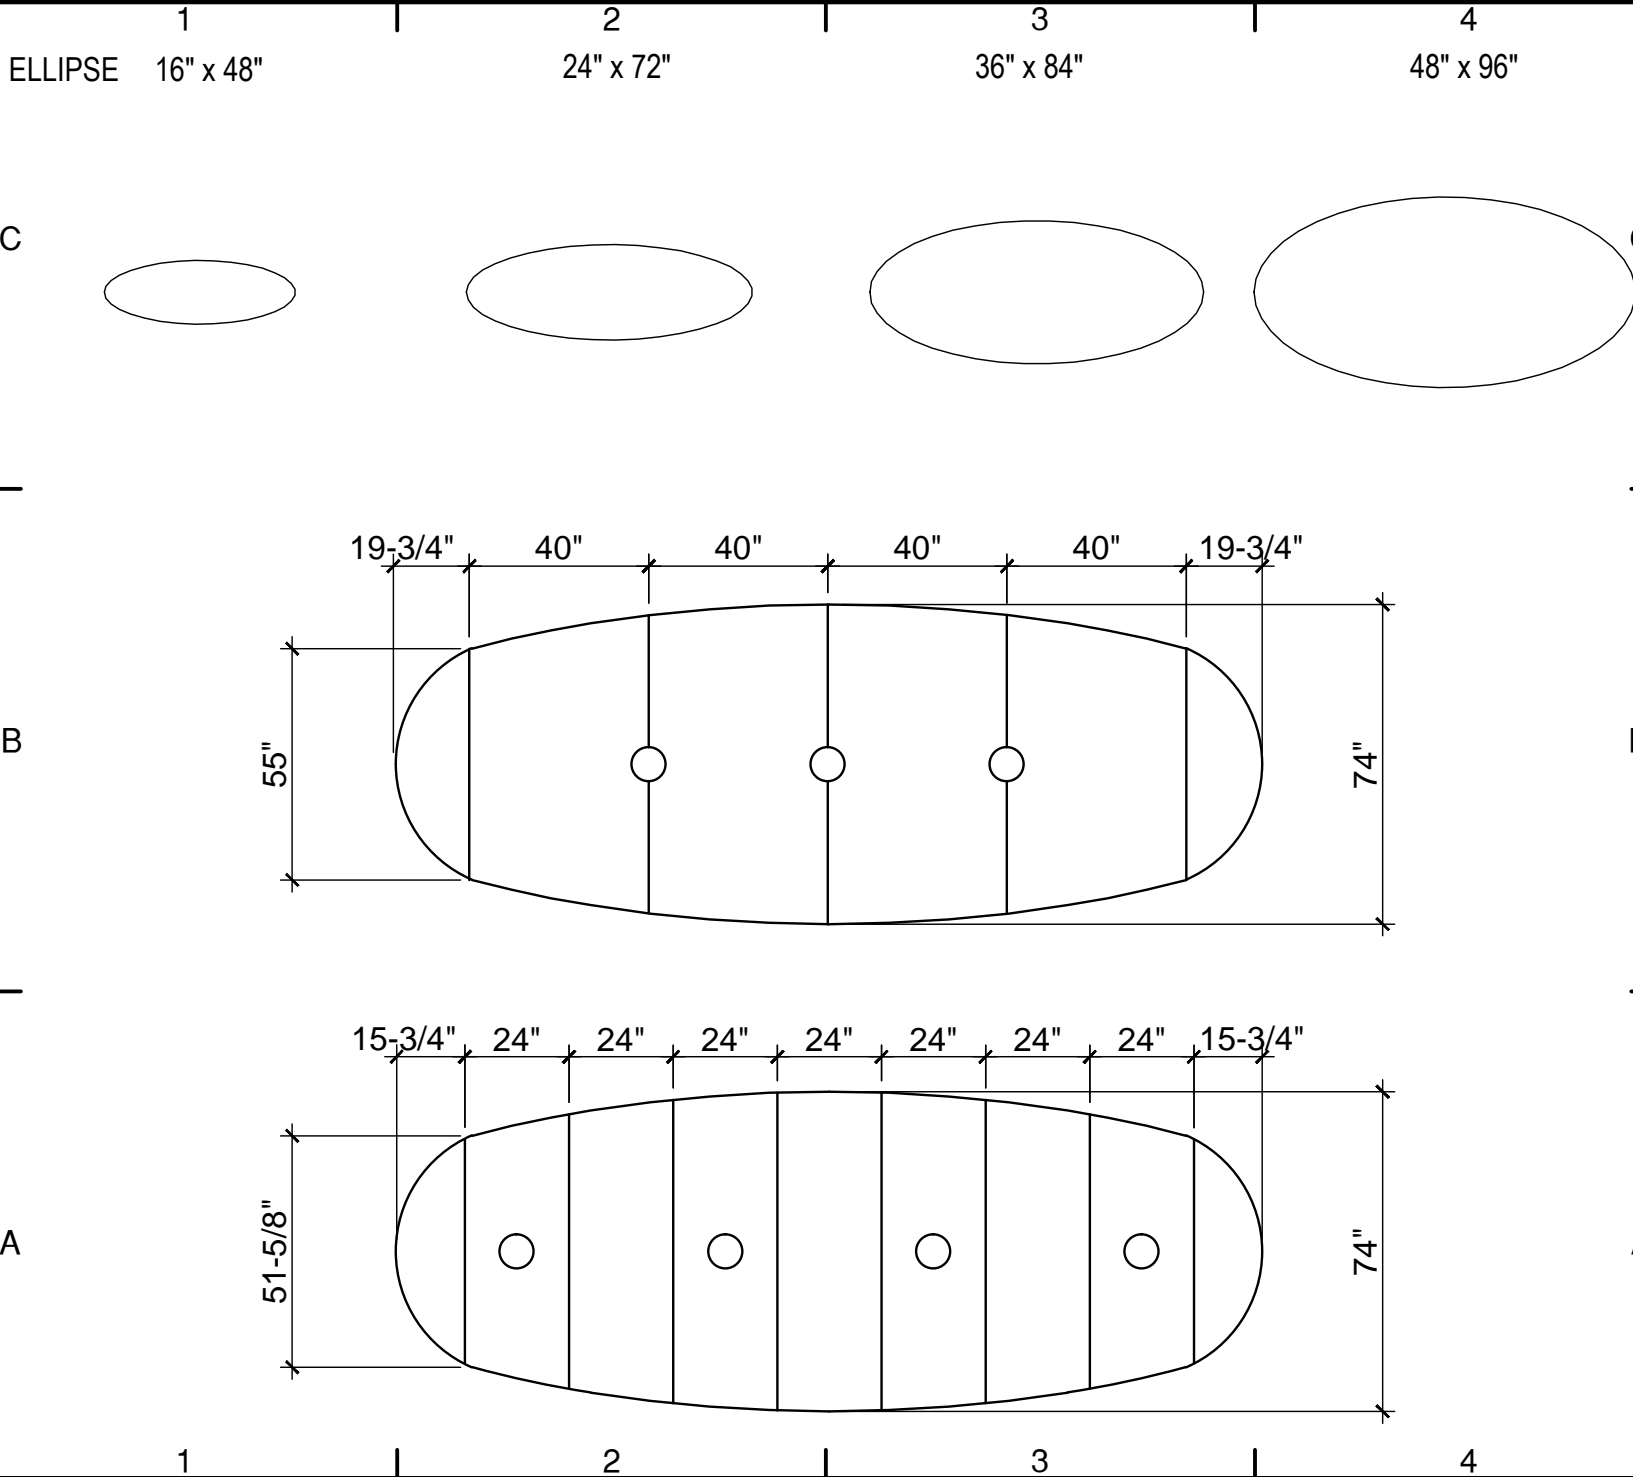 1 2 3 4
ELLIPSE 16" x 48" 24" x 72" 36" x 84" 48" x 96"
C
19-3/4" 40" 40" 40" 40" 19-3/4"
B
55"
74"
15-3/4" 24" 24" 24" 24" 24" 24" 24" 15-3/4"
A
51-5/8"
74"
1 2 3 4